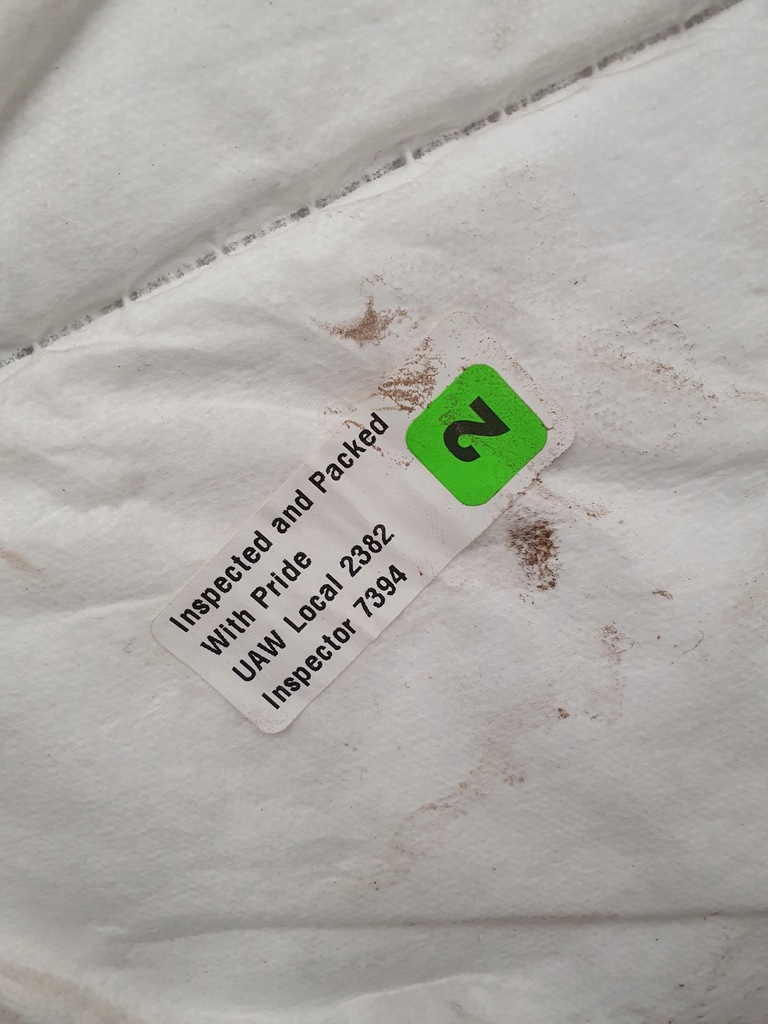 Inspected and Packed
With Pride
UAW Local 2382
Inspector 7394
2